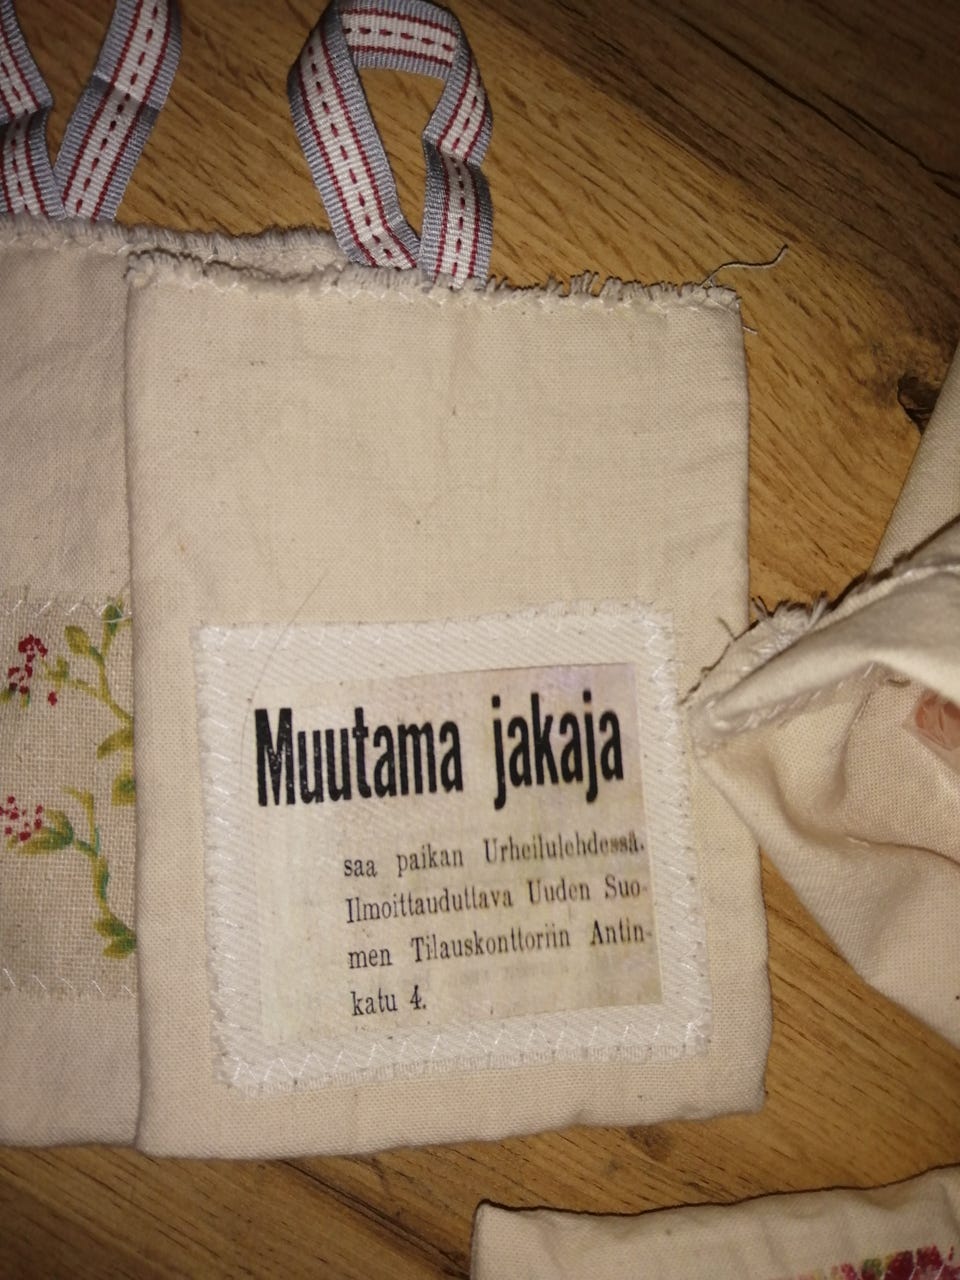 Muutama jakaja
saa paikan Urheilulehdessä.
Ilmoittauduttava Uuden Suo-
men Tilauskonttoriin Antin-
katu 4.